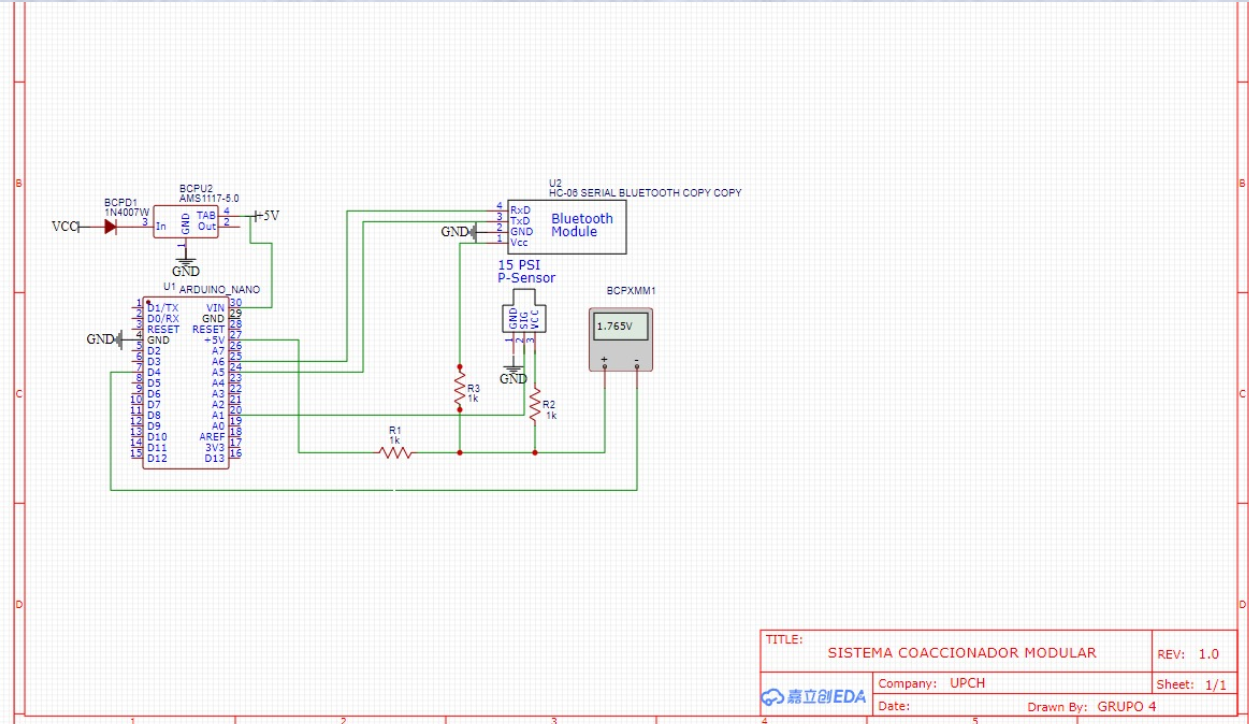 B
B
BCPU2
AMS1117-5.0
BCPD1
1N4007W
VCC
3
In
GND
TAB
4
Out
2
+5V
1
GND
U2
HC-06 SERIAL BLUETOOTH COPY COPY
4
RxD
3
TxD
2
GND
1
Vcc
GND
Bluetooth
Module
15 PSI
P-Sensor
GND
SIG
VCC
1
2
3
GND
BCPXMM1
1.765V
+
-
U1
ARDUINO_NANO
1
D1/TX
VIN
30
2
D0/RX
GND
29
3
RESET
RESET
28
GND
4
GND
+5V
27
5
D2
A7
26
6
D3
A6
25
7
D4
A5
24
8
D5
A4
23
9
D6
A3
22
10
D7
A2
21
11
D8
A1
20
12
D9
A0
19
13
D10
AREF
18
14
D11
3V3
17
15
D12
D13
16
C
C
R3
1k
R2
1k
R1
1k
D
D
TITLE:
SISTEMA COACCIONADOR MODULAR
REV: 1.0
嘉立创EDA
Company: UPCH
Sheet: 1/1
Date:
Drawn By: GRUPO 4
1
2
3
4
5